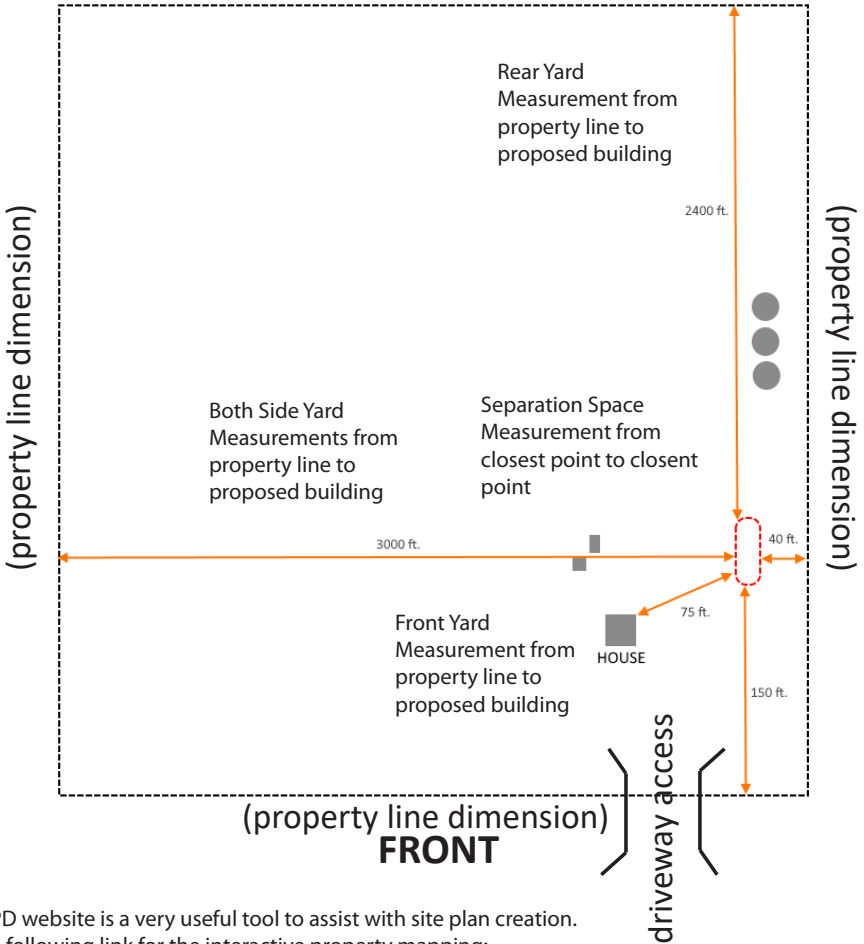 Rear Yard
Measurement from
property line to
proposed building
2400 ft.
(property line dimension)
(property line dimension)
Both Side Yard
Measurements from
property line to
proposed building
Separation Space
Measurement from
closest point to closent
point
3000 ft.
40 ft.
75 ft.
Front Yard
Measurement from
property line to
proposed building
HOUSE
150 ft.
driveway access
(property line dimension)
FRONT
website is a very useful tool to assist with site plan creation.
following link for the interactive property mapping: